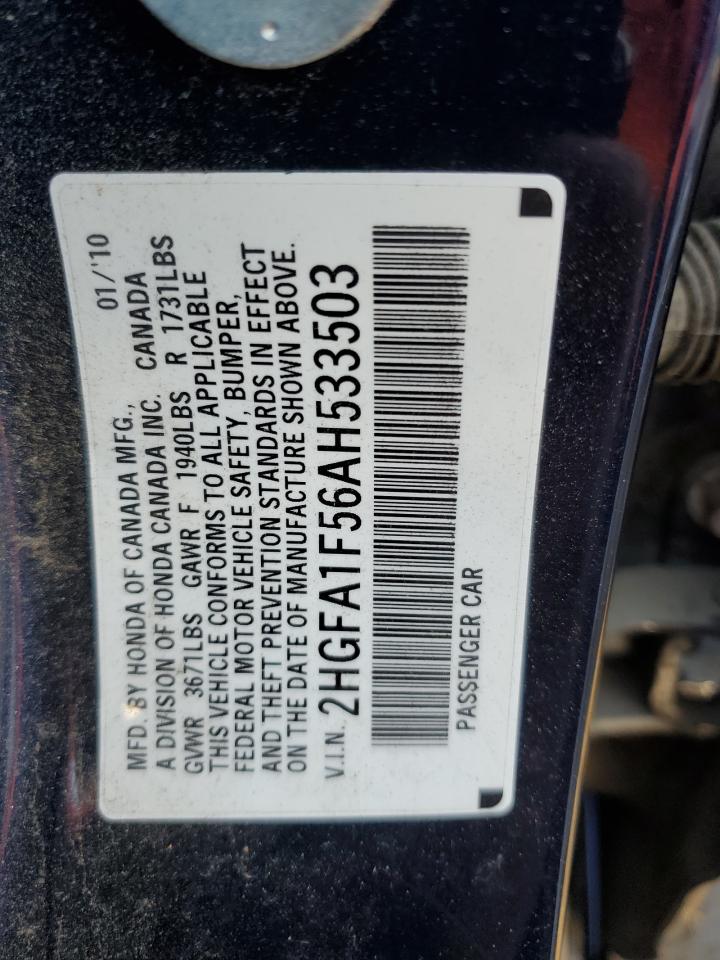 MFD. BY HONDA OF CANADA MFG., 01/'10
A DIVISION OF HONDA CANADA INC. CANADA
GVWR 3671LBS GAWR F 1940LBS R 1731LBS
THIS VEHICLE CONFORMS TO ALL APPLICABLE
FEDERAL MOTOR VEHICLE SAFETY, BUMPER,
AND THEFT PREVENTION STANDARDS IN EFFECT
ON THE DATE OF MANUFACTURE SHOWN ABOVE.
V.I.N. 2HGFA1F56AH533503
PASSENGER CAR